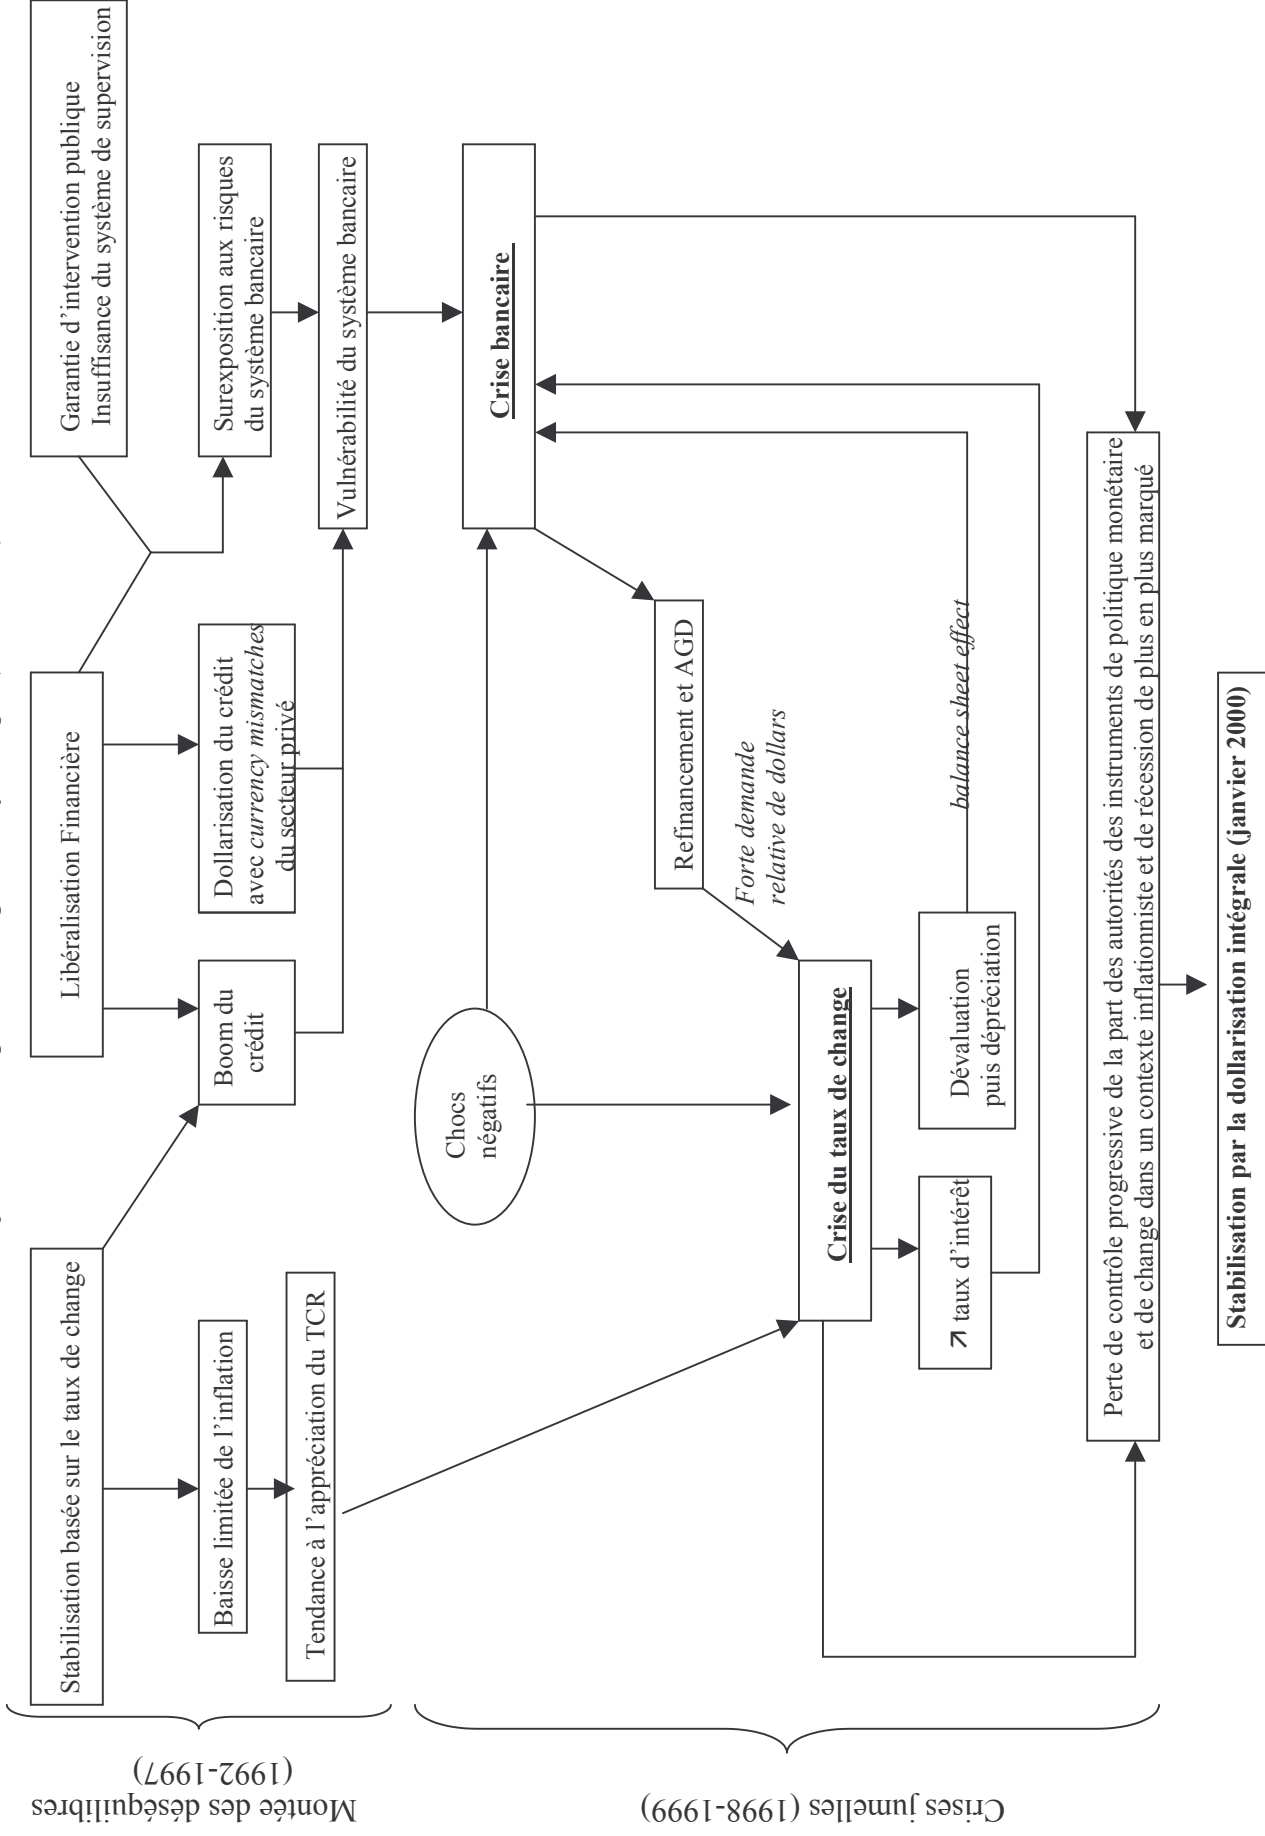 Stabilisation basée sur le taux de change
Libéralisation Financière
Garantie d'intervention publique
Insuffisance du système de supervision
Montée des déséquilibres
(1992-1997)
Baisse limitée de l'inflation
Boom du
crédit
Dollarisation du crédit
avec currency mismatches
du secteur privé
Surexposition aux risques
du système bancaire
Tendance à l'appréciation du TCR
Vulnérabilité du système bancaire
Chocs
négatifs
Crise bancaire
Crises jumelles (1998-1999)
Refinancement et AGD
Forte demande
relative de dollars
Crise du taux de change
↗ taux d'intérêt
Dévaluation
puis dépréciation
balance sheet effect
Perte de contrôle progressive de la part des autorités des instruments de politique monétaire
et de change dans un contexte inflationniste et de récession de plus en plus marqué
Stabilisation par la dollarisation intégrale (janvier 2000)